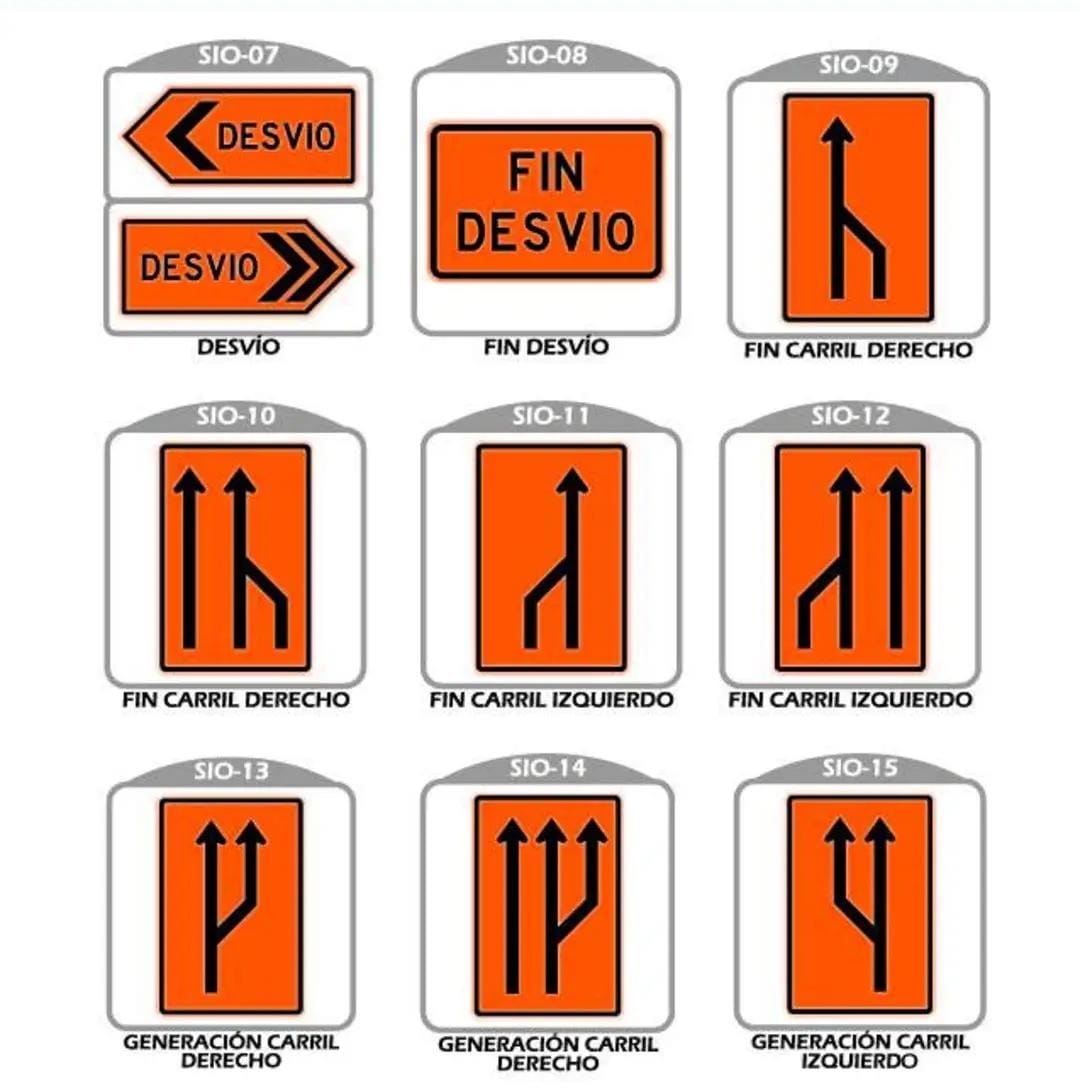 SIO-07
DESVIO
DESVIO
DESVÍO
SIO-08
FIN
DESVIO
FIN DESVÍO
SIO-09
FIN CARRIL DERECHO
SIO-10
FIN CARRIL DERECHO
SIO-11
FIN CARRIL IZQUIERDO
SIO-12
FIN CARRIL IZQUIERDO
SIO-13
GENERACIÓN CARRIL
DERECHO
SIO-14
GENERACIÓN CARRIL
DERECHO
SIO-15
GENERACIÓN CARRIL
IZQUIERDO